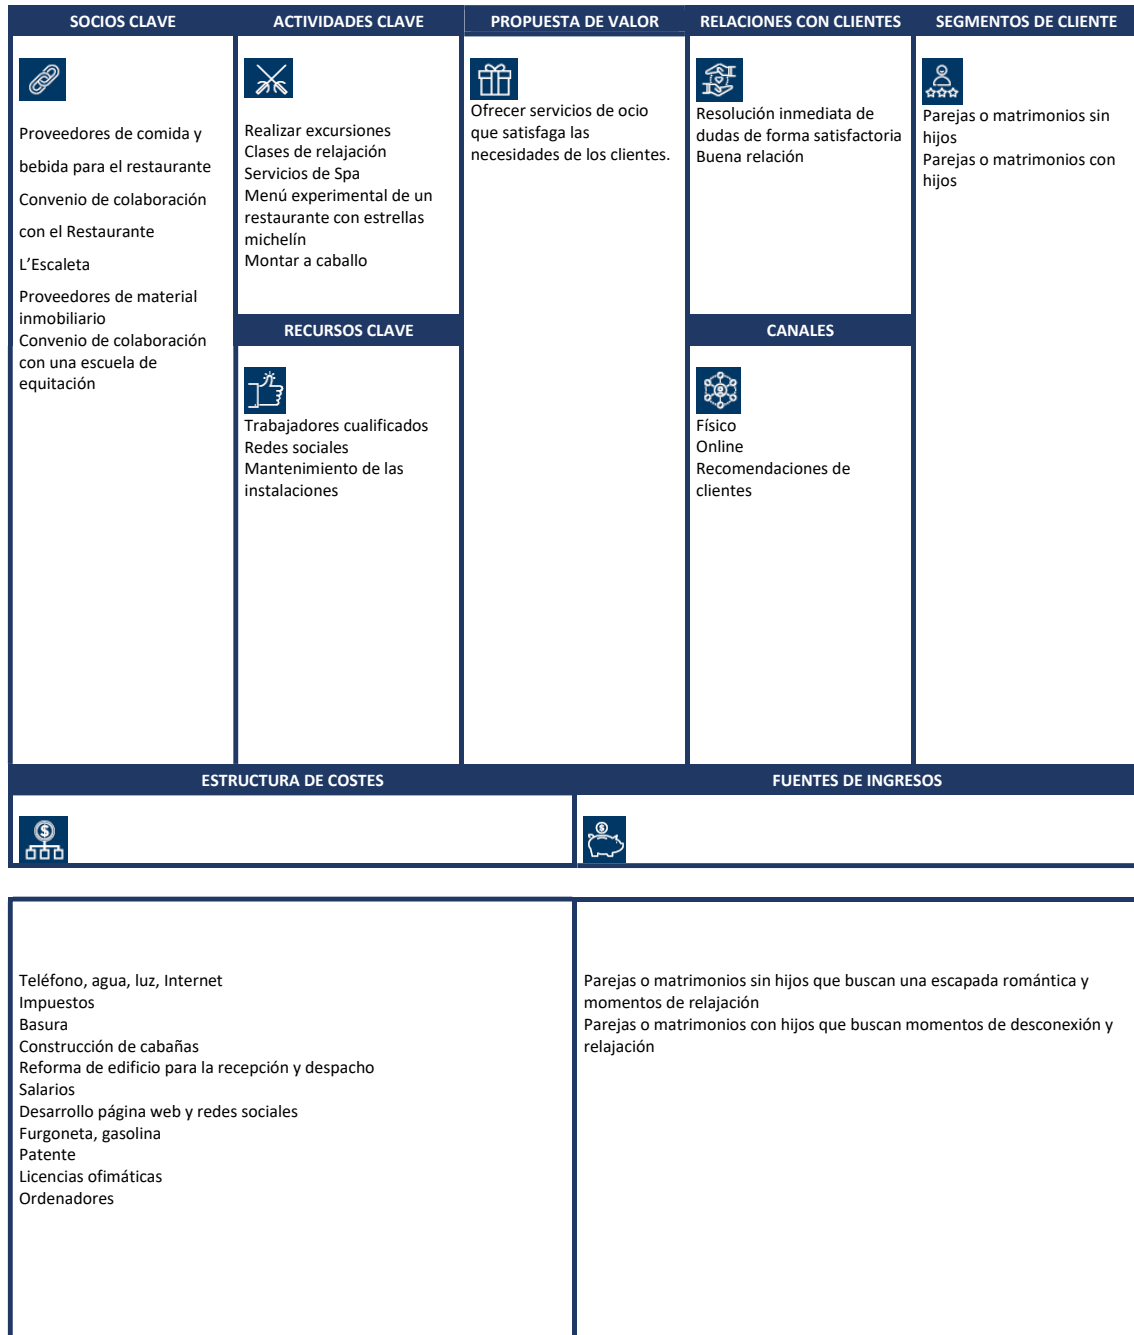 SOCIOS CLAVE
Proveedores de comida y
bebida para el restaurante
Convenio de colaboración
con el Restaurante
L’Escaleta
Proveedores de material
inmobiliario
Convenio de colaboración
con una escuela de
equitación
ACTIVIDADES CLAVE
Realizar excursiones
Clases de relajación
Servicios de Spa
Menú experimental de un
restaurante con estrellas
michelín
Montar a caballo
RECURSOS CLAVE
Trabajadores cualificados
Redes sociales
Mantenimiento de las
instalaciones
PROPUESTA DE VALOR
Ofrecer servicios de ocio
que satisfaga las
necesidades de los clientes.
RELACIONES CON CLIENTES
Resolución inmediata de
dudas de forma satisfactoria
Buena relación
CANALES
Físico
Online
Recomendaciones de
clientes
SEGMENTOS DE CLIENTE
Parejas o matrimonios sin
hijos
Parejas o matrimonios con
hijos
ESTRUCTURA DE COSTES
Teléfono, agua, luz, Internet
Impuestos
Basura
Construcción de cabañas
Reforma de edificio para la recepción y despacho
Salarios
Desarrollo página web y redes sociales
Furgoneta, gasolina
Patente
Licencias ofimáticas
Ordenadores
FUENTES DE INGRESOS
Parejas o matrimonios sin hijos que buscan una escapada romántica y
momentos de relajación
Parejas o matrimonios con hijos que buscan momentos de desconexión y
relajación